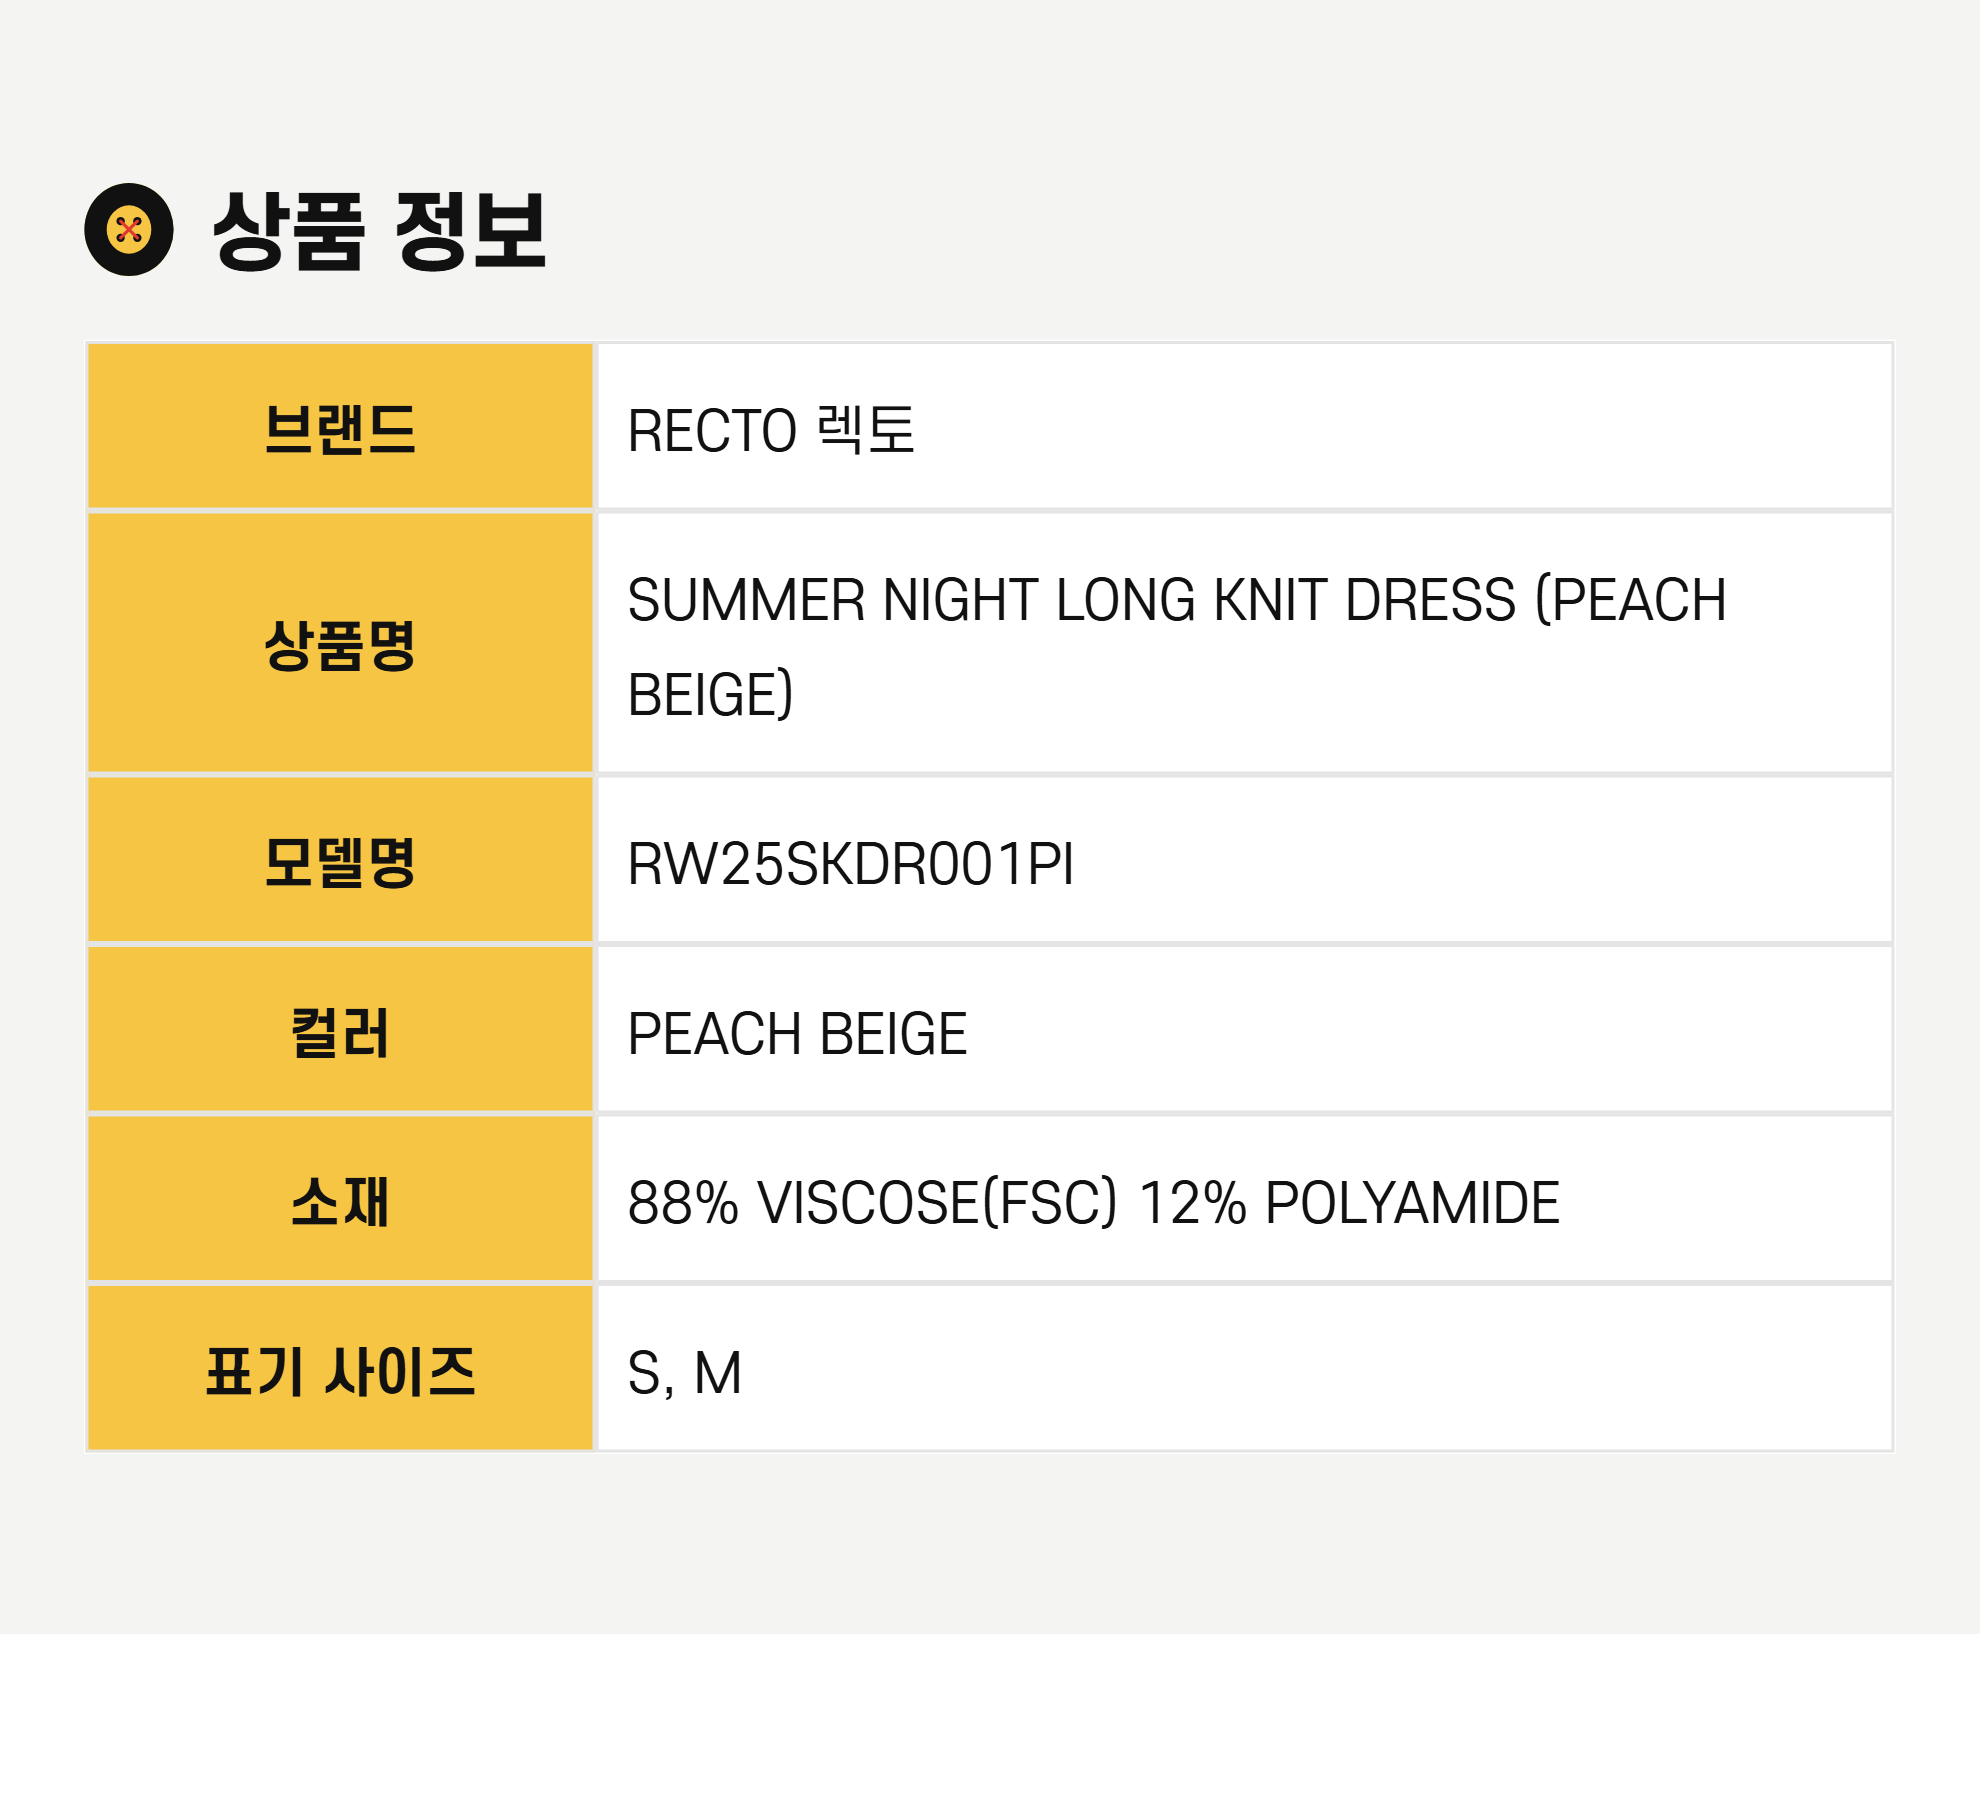 상품 정보
브랜드
RECTO 렉토
상품명
SUMMER NIGHT LONG KNIT DRESS (PEACH
BEIGE)
모델명
RW25SKDR001PI
컬러
PEACH BEIGE
소재
88% VISCOSE(FSC) 12% POLYAMIDE
표기 사이즈
S, M